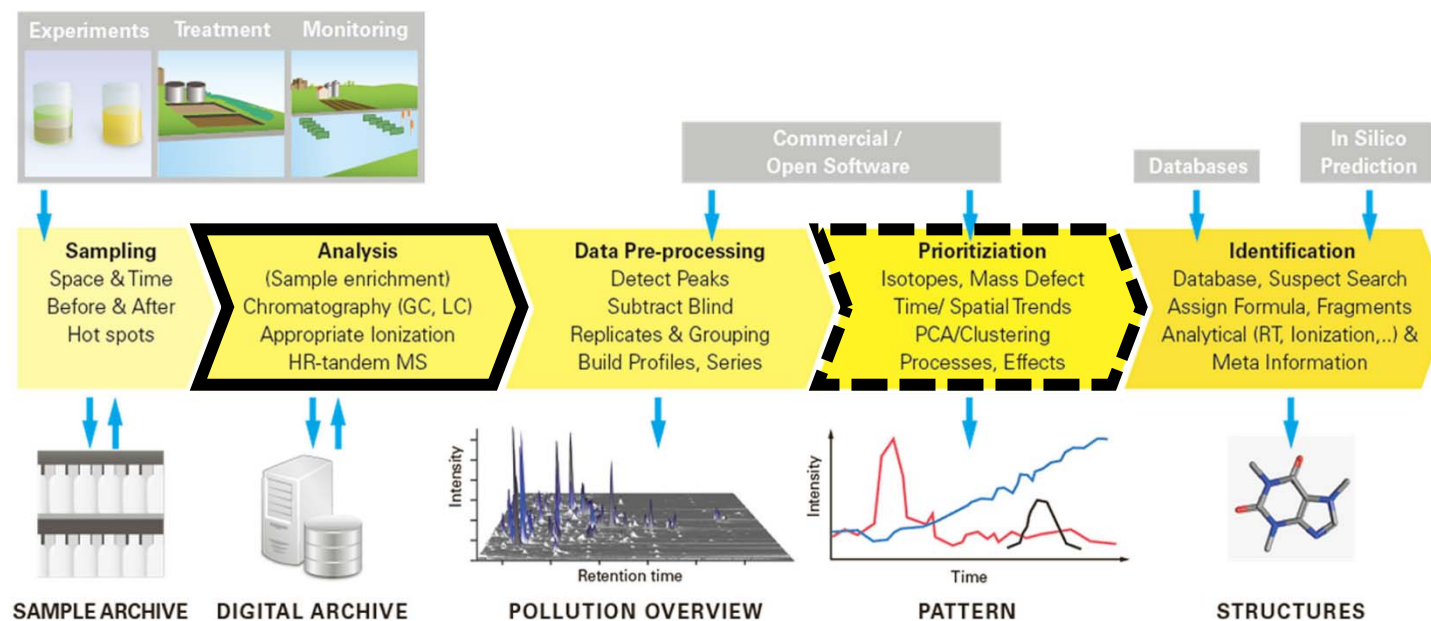 Experiments
Treatment
Monitoring
Commercial /
Open Software
Databases
In Silico
Prediction
Sampling
Space & Time
Before & After
Hot spots
Analysis
(Sample enrichment)
Chromatography (GC, LC)
Appropriate Ionization
HR-tandem MS
Data Pre-processing
Detect Peaks
Subtract Blind
Replicates & Grouping
Build Profiles, Series
Prioritiziation
Isotopes, Mass Defect
Time/ Spatial Trends
PCA/Clustering
Processes, Effects
Identification
Database, Suspect Search
Assign Formula, Fragments
Analytical (RT, Ionization,..) &
Meta Information
Intensity
Retention time
Intensity
Time
SAMPLE ARCHIVE
DIGITAL ARCHIVE
POLLUTION OVERVIEW
PATTERN
STRUCTURES